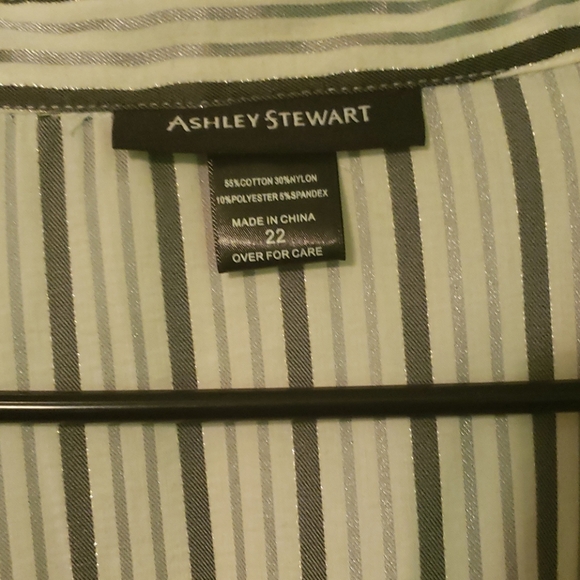 ASHLEY STEWART
55%COTTON 30%NYLON
10%POLYESTER 5%SPANDEX
MADE IN CHINA
22
OVER FOR CARE